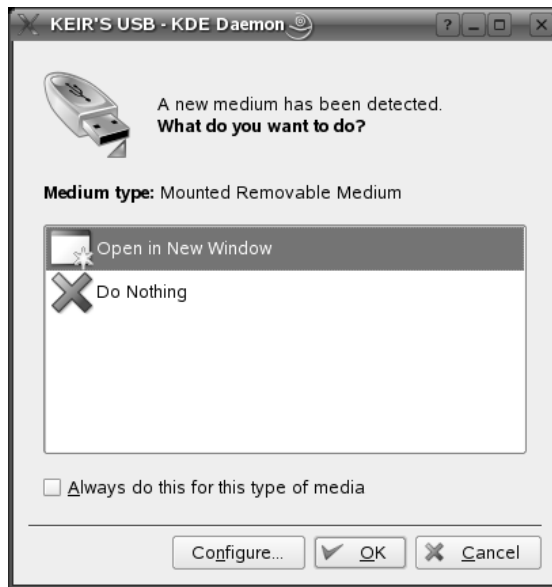 KEIR'S USB - KDE Daemon
?
A new medium has been detected.
What do you want to do?
Medium type: Mounted Removable Medium
Open in New Window
Do Nothing
Always do this for this type of media
Configure... OK Cancel